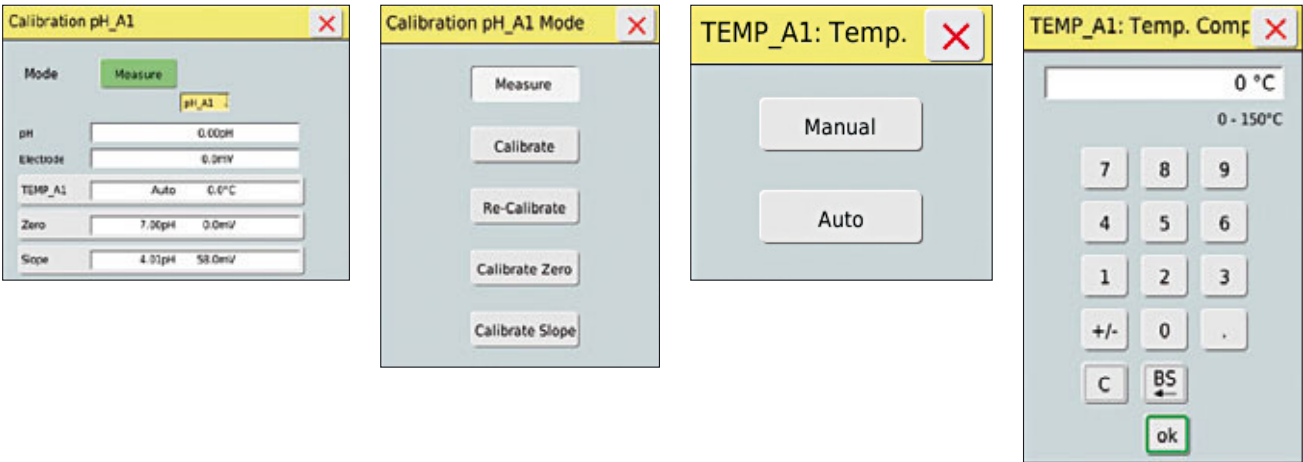 Calibration pH_A1
Mode Measure
pH_A1
pH 0.00pH
Electrode 0.0mV
TEMP_A1 Auto 0.0°C
Zero 7.00pH 0.0mV
Slope 4.01pH 58.0mV
Calibration pH_A1 Mode
Measure
Calibrate
Re-Calibrate
Calibrate Zero
Calibrate Slope
TEMP_A1: Temp.
Manual
Auto
TEMP_A1: Temp. Comp
0 °C
0 - 150°C
7 8 9
4 5 6
1 2 3
+/- 0 .
C BS
ok